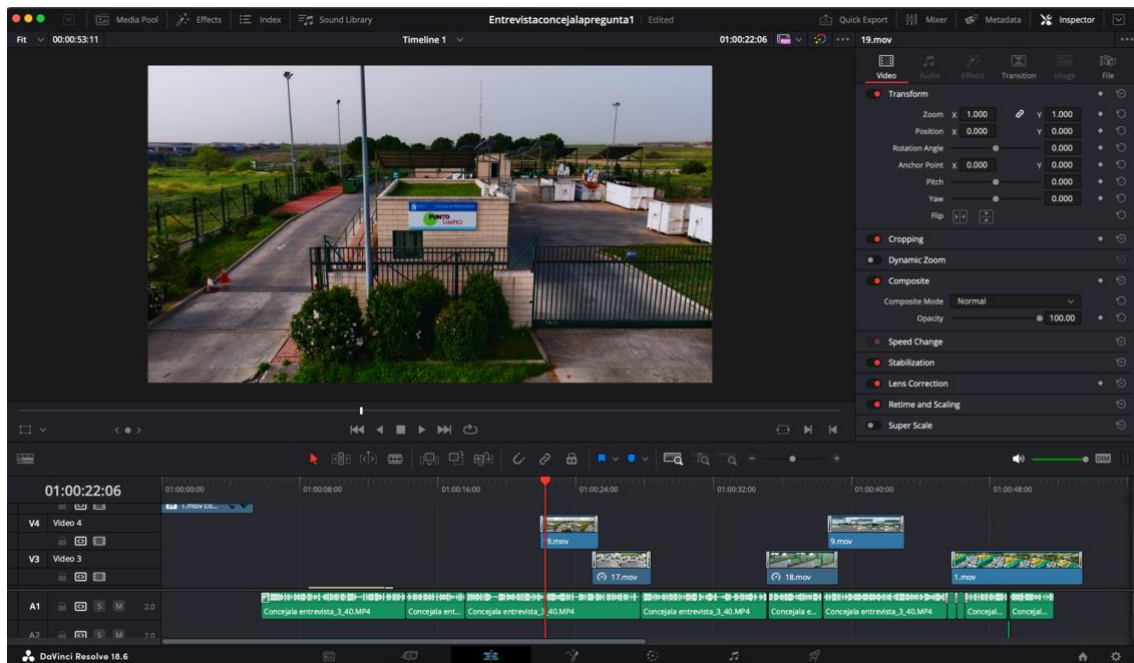 Media Pool Effects Index Sound Library Entrevistaconcejalapregunta1 Edited Quick Export Mixer Metadata Inspector
Fit 00:00:53:11 Timeline 1 01:00:22:06 19.mov
Video Audio Effects Transition Image File
Transform
Zoom X 1.000 Y 1.000
Position X 0.000 Y 0.000
Rotation Angle 0.000
Anchor Point X 0.000 Y 0.000
Pitch 0.000
Yaw 0.000
Flip
PUNTO
LIMPIO
Cropping
Dynamic Zoom
Composite
Composite Mode Normal
Opacity 100.00
Speed Change
Stabilization
Lens Correction
Retime and Scaling
Super Scale
DIM
01:00:22:06 01:00:00:00 01:00:08:00 01:00:16:00 01:00:24:00 01:00:32:00 01:00:40:00 01:00:48:00
1.mov co...
V4 Video 4
19.mov 9.mov
V3 Video 3
17.mov 18.mov 1.mov
A1 S M 2.0
Concejala entrevista_3_40.MP4 Concejala ent... Concejala entrevista_3_40.MP4 Concejala entrevista_3_40.MP4 Concejala e... Concejala entrevista_3_40.MP4 Concejal... Concejal...
A2 S M 2.0
DaVinci Resolve 18.6